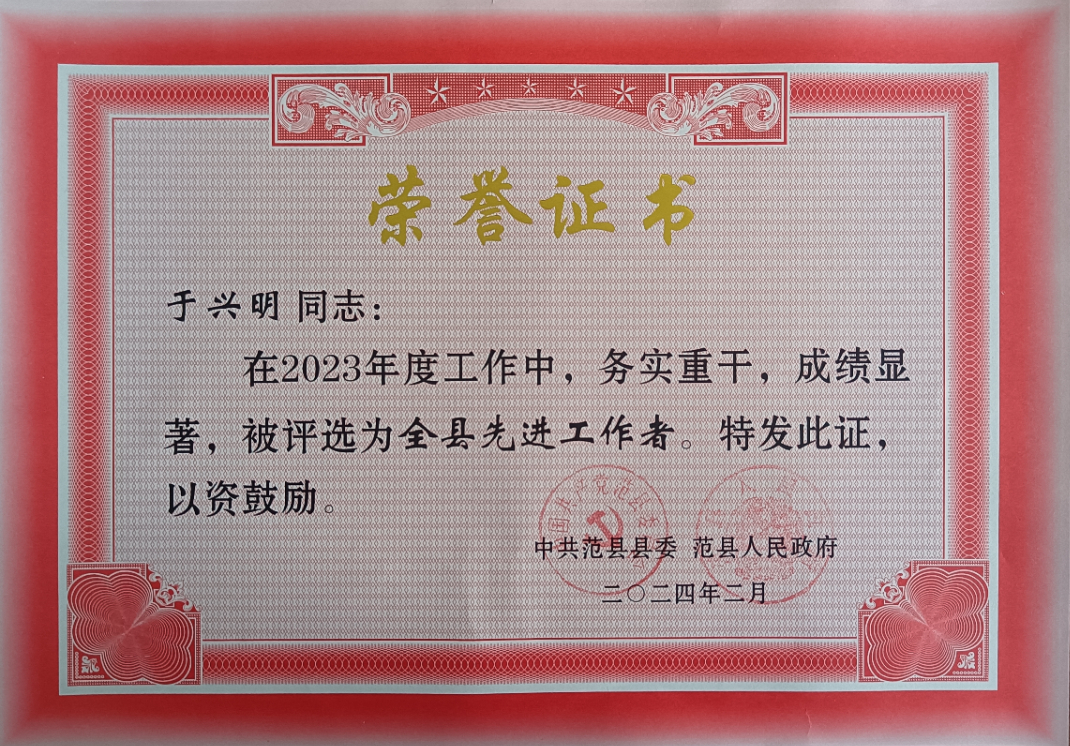 荣誉证书
于兴明 同志：
在2023年度工作中，务实重干，成绩显
著，被评选为全县先进工作者。特发此证，
以资鼓励。
中共范县县委 范县人民政府
二〇二四年二月